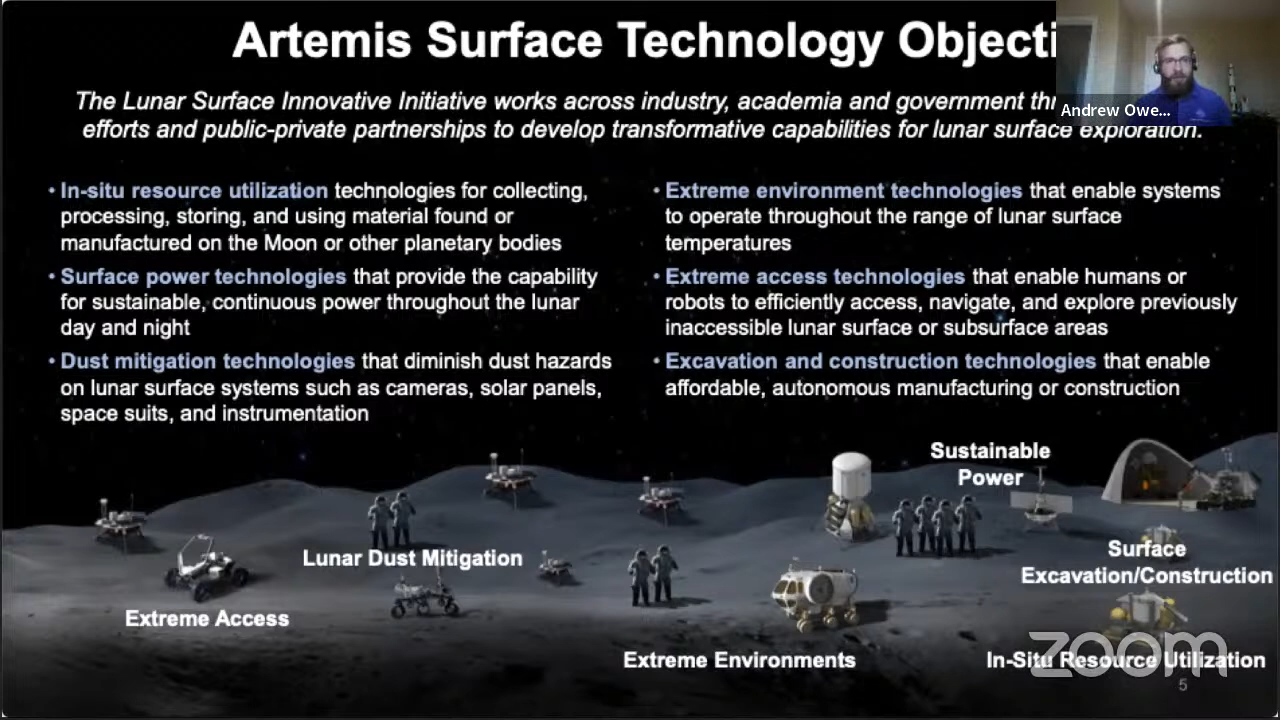 Artemis Surface Technology Objecti
The Lunar Surface Innovative Initiative works across industry, academia and government
efforts and public-private partnerships to develop transformative capabilities for lunar surface exploration.
Andrew Owe...
• In-situ resource utilization technologies for collecting,
processing, storing, and using material found or
manufactured on the Moon or other planetary bodies
• Surface power technologies that provide the capability
for sustainable, continuous power throughout the lunar
day and night
• Dust mitigation technologies that diminish dust hazards
on lunar surface systems such as cameras, solar panels,
space suits, and instrumentation
• Extreme environment technologies that enable systems
to operate throughout the range of lunar surface
temperatures
• Extreme access technologies that enable humans or
robots to efficiently access, navigate, and explore previously
inaccessible lunar surface or subsurface areas
• Excavation and construction technologies that enable
affordable, autonomous manufacturing or construction
Sustainable
Power
Lunar Dust Mitigation
Surface
Excavation/Construction
Extreme Access
Extreme Environments
In-Situ Resource Utilization
zoom
5